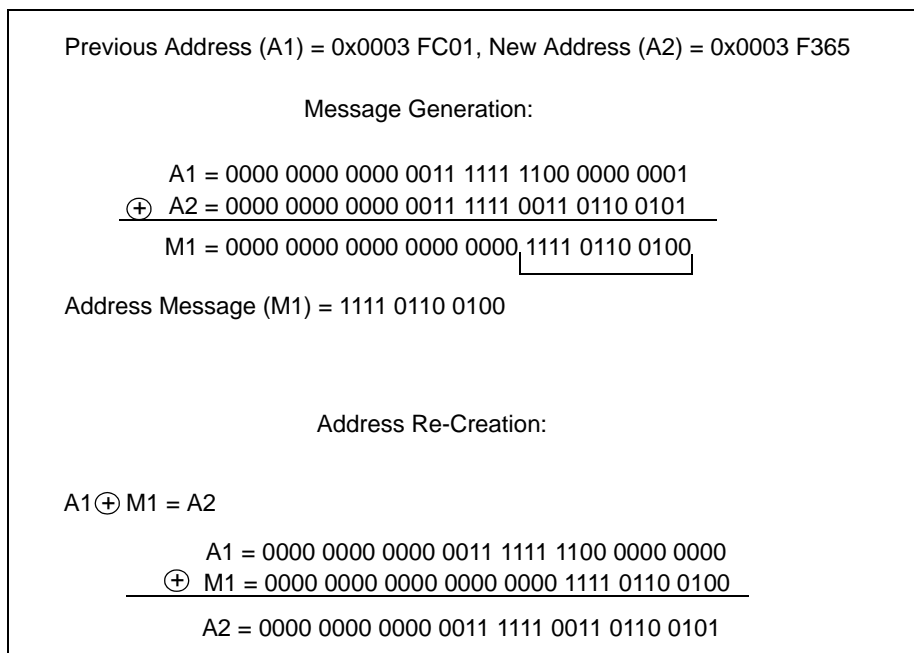 Previous Address (A1) = 0x0003 FC01, New Address (A2) = 0x0003 F365
Message Generation:
A1 = 0000 0000 0000 0011 1111 1100 0000 0001
⊕ A2 = 0000 0000 0000 0011 1111 0011 0110 0101
M1 = 0000 0000 0000 0000 0000 1111 0110 0100
Address Message (M1) = 1111 0110 0100
Address Re-Creation:
A1 ⊕ M1 = A2
A1 = 0000 0000 0000 0011 1111 1100 0000 0000
⊕ M1 = 0000 0000 0000 0000 0000 1111 0110 0100
A2 = 0000 0000 0000 0011 1111 0011 0110 0101